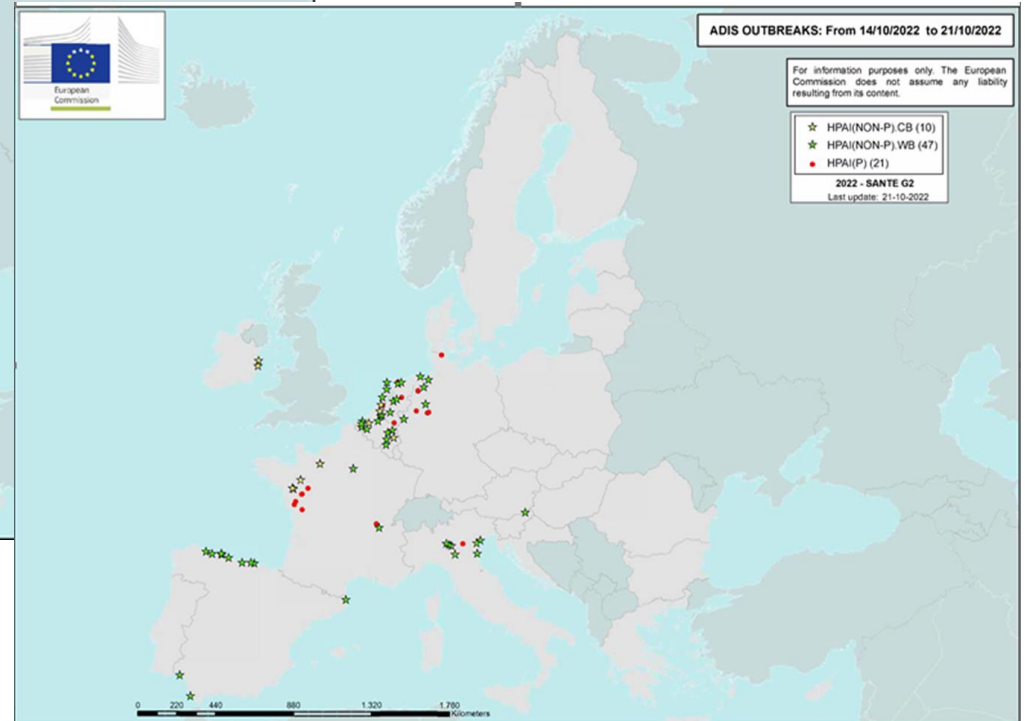 European
Commission
ADIS OUTBREAKS: From 14/10/2022 to 21/10/2022
For information purposes only. The European
Commission does not assume any liability
resulting from its content.
HPAI(NON-P).CB (10)
HPAI(NON-P).WB (47)
HPAI(P) (21)
2022 - SANTE G2
Last update: 21-10-2022
0 220 440 880 1.320 1.760
Kilometers